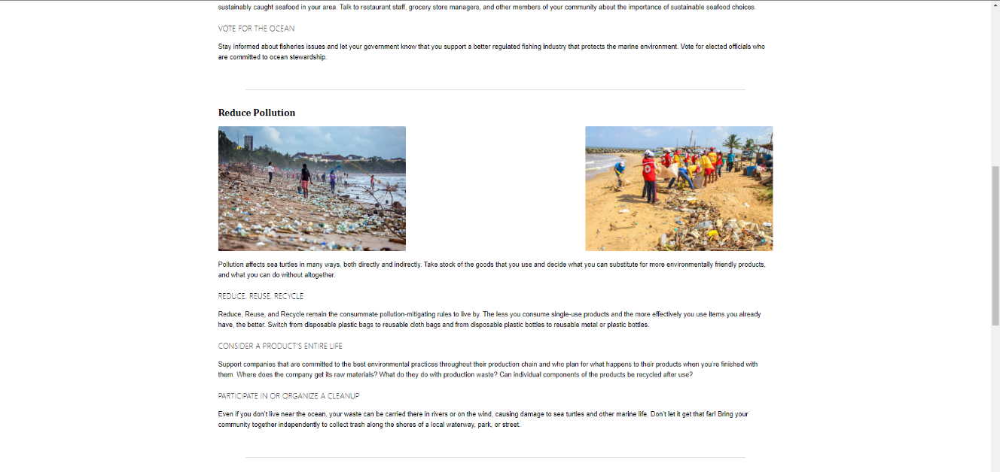 sustainably caught seafood in your area. Talk to restaurant staff, grocery store managers, and other members of your community about the importance of sustainable seafood choices.
VOTE FOR THE OCEAN
Stay informed about fisheries issues and let your government know that you support a better regulated fishing industry that protects the marine environment. Vote for elected officials who
are committed to ocean stewardship.
Reduce Pollution
Pollution affects sea turtles in many ways, both directly and indirectly. Take stock of the goods that you use and decide what you can substitute for more environmentally friendly products,
and what you can do without altogether.
REDUCE, REUSE, RECYCLE
Reduce, Reuse, and Recycle remain the consummate pollution-mitigating rules to live by. The less you consume single-use products and the more effectively you use items you already
have, the better. Switch from disposable plastic bags to reusable cloth bags and from disposable plastic bottles to reusable metal or plastic bottles.
CONSIDER A PRODUCT'S ENTIRE LIFE
Support companies that are committed to the best environmental practices throughout their production chain and who plan for what happens to their products when you're finished with
them. Where does the company get its raw materials? What do they do with production waste? Can individual components of the products be recycled after use?
PARTICIPATE IN OR ORGANIZE A CLEANUP
Even if you don't live near the ocean, your waste can be carried there in rivers or on the wind, causing damage to sea turtles and other marine life. Don't let it get that far! Bring your
community together independently to collect trash along the shores of a local waterway, park, or street.